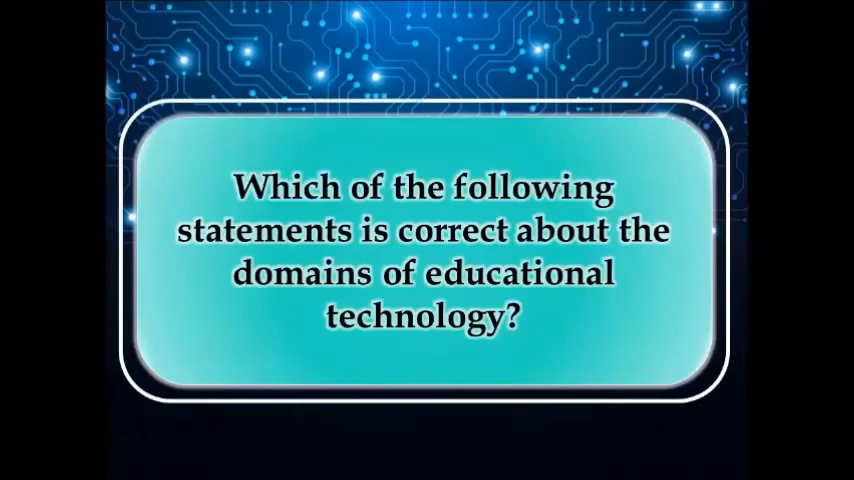 Which of the following
statements is correct about the
domains of educational
technology?